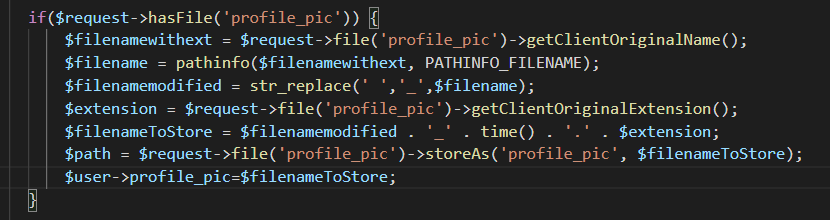 if($request->hasFile('profile_pic')) {
    $filenamewithext = $request->file('profile_pic')->getClientOriginalName();
    $filename = pathinfo($filenamewithext, PATHINFO_FILENAME);
    $filenamemodified = str_replace(' ','_',$filename);
    $extension = $request->file('profile_pic')->getClientOriginalExtension();
    $filenameToStore = $filenamemodified . '_' . time() . '.' . $extension;
    $path = $request->file('profile_pic')->storeAs('profile_pic', $filenameToStore);
    $user->profile_pic=$filenameToStore;
}